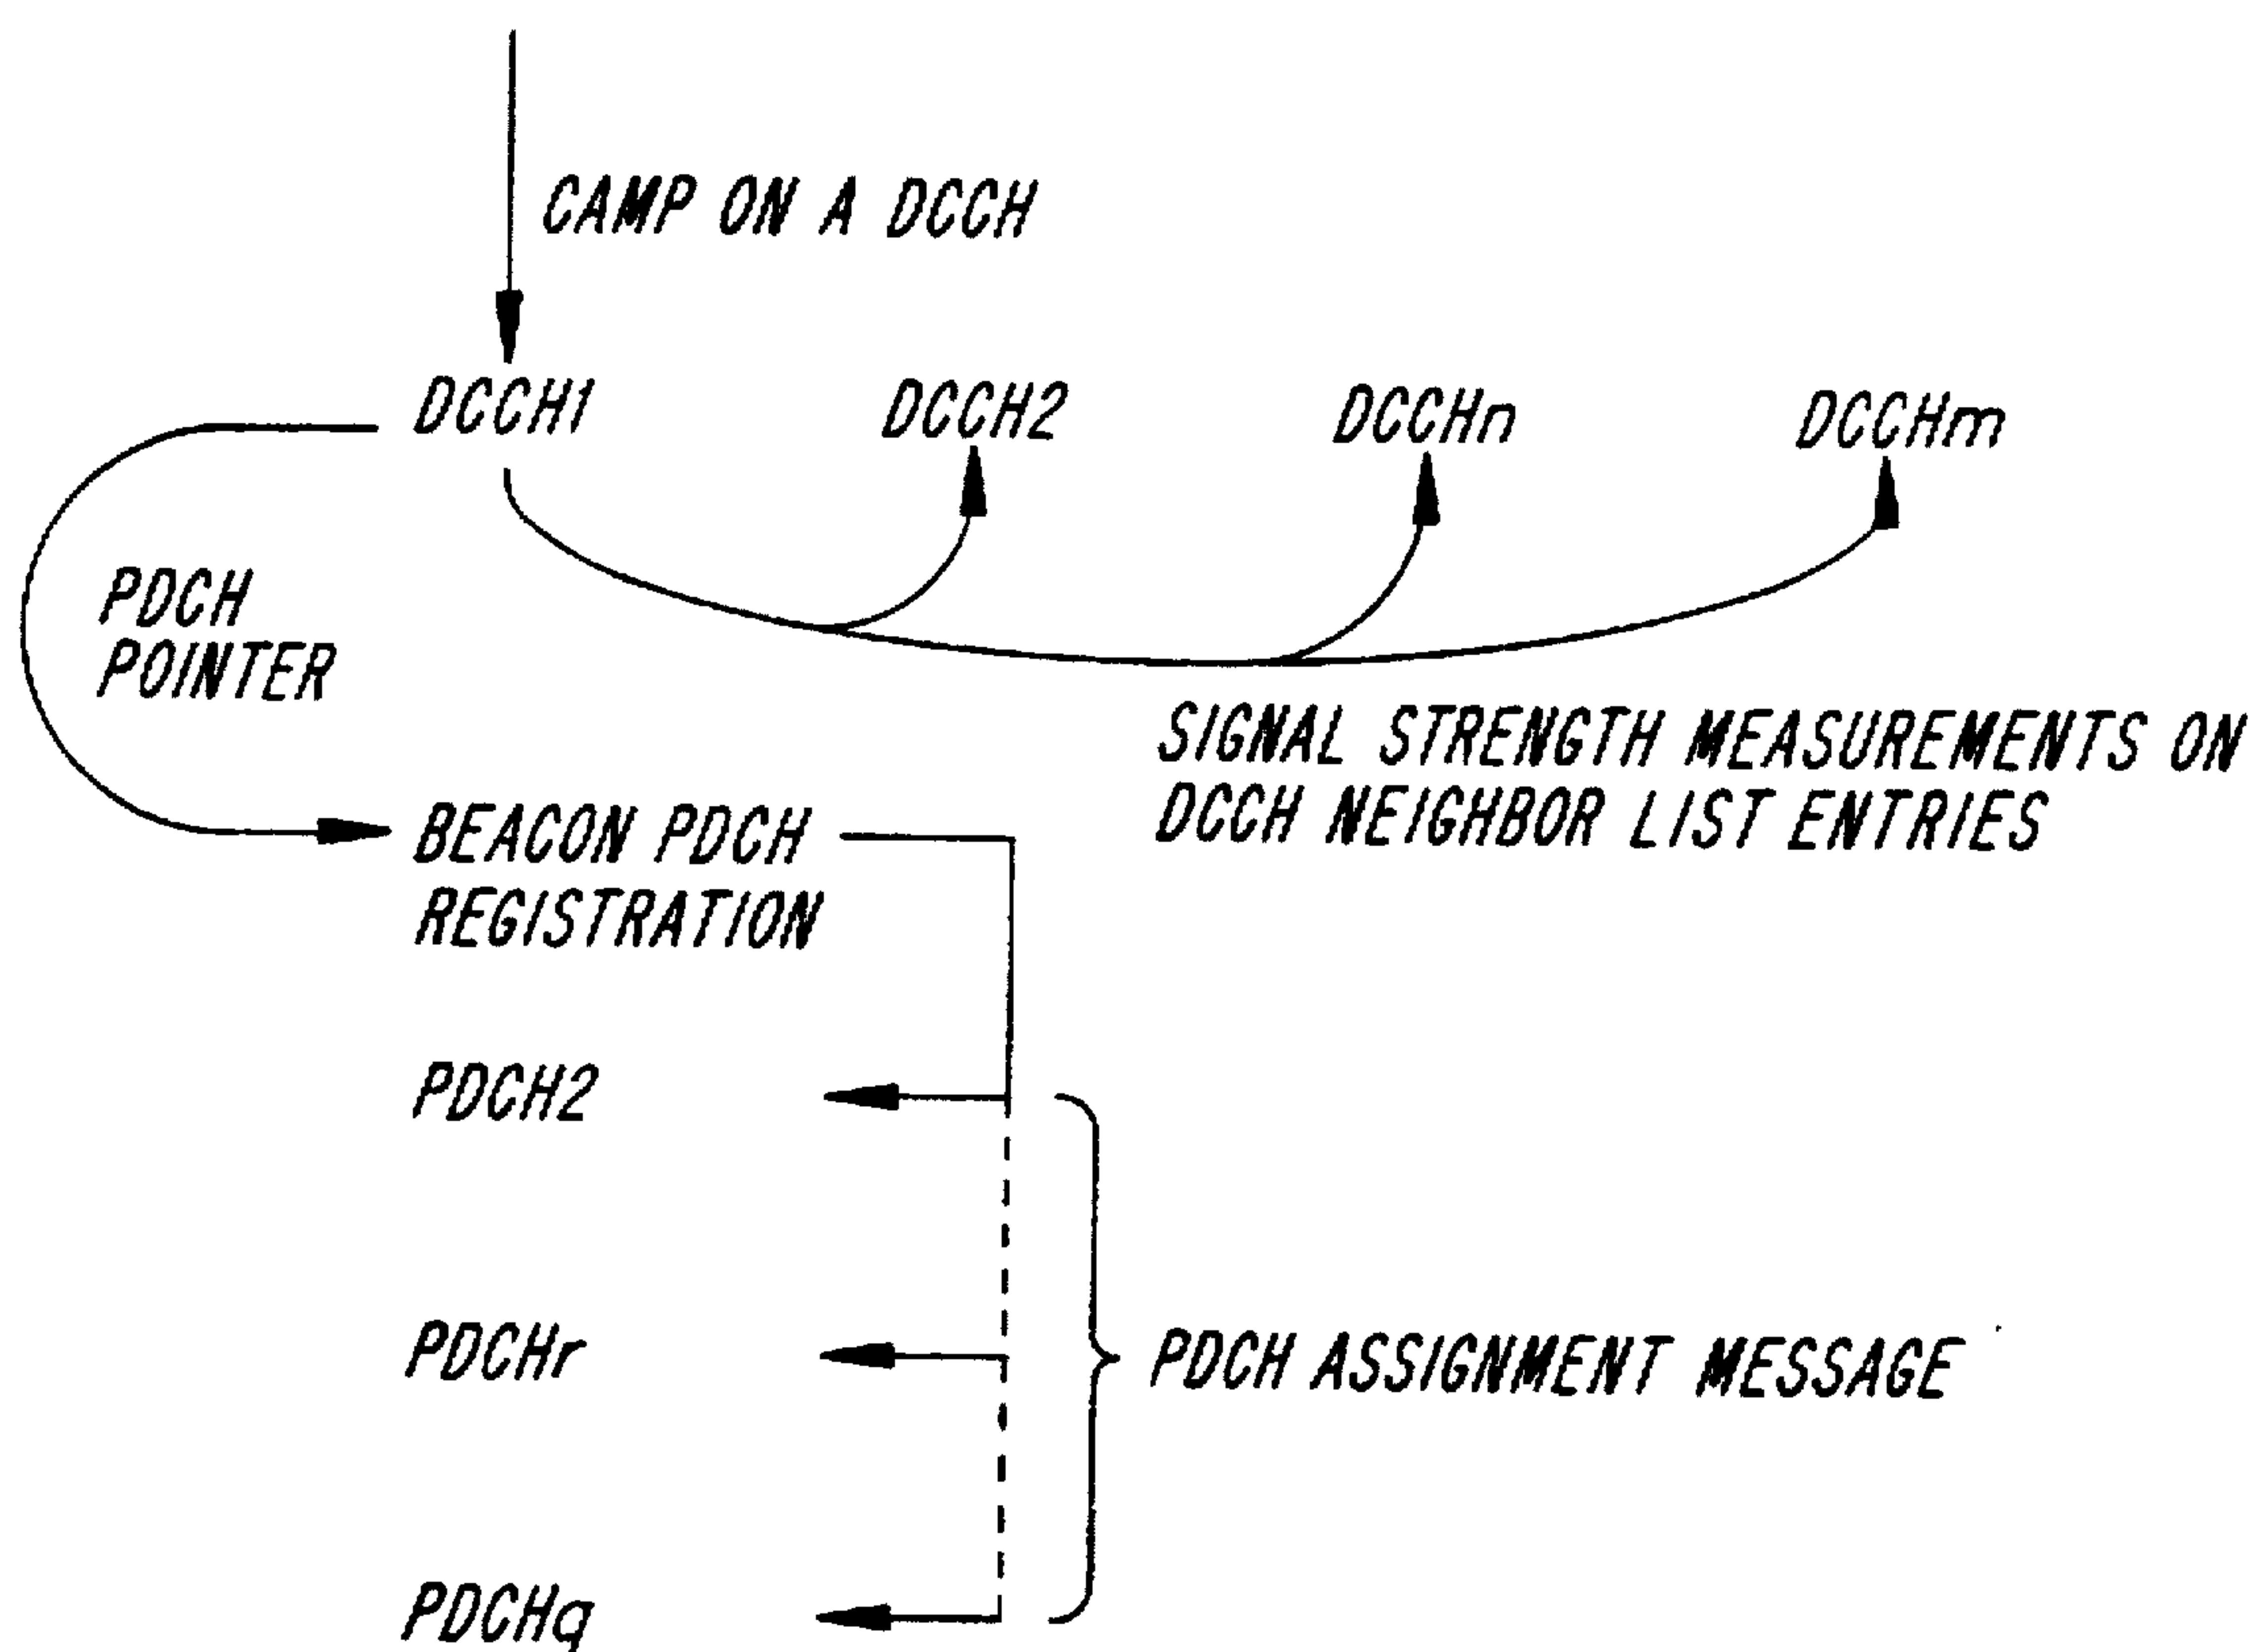 CAMP ON A DCCH
DCCH1
DCCH2
DCCHn
DCCHm
PDCH
POINTER
SIGNAL STRENGTH MEASUREMENTS ON
DCCH NEIGHBOR LIST ENTRIES
BEACON PDCH
REGISTRATION
PDCH2
PDCHr
PDCH ASSIGNMENT MESSAGE
PDCHq